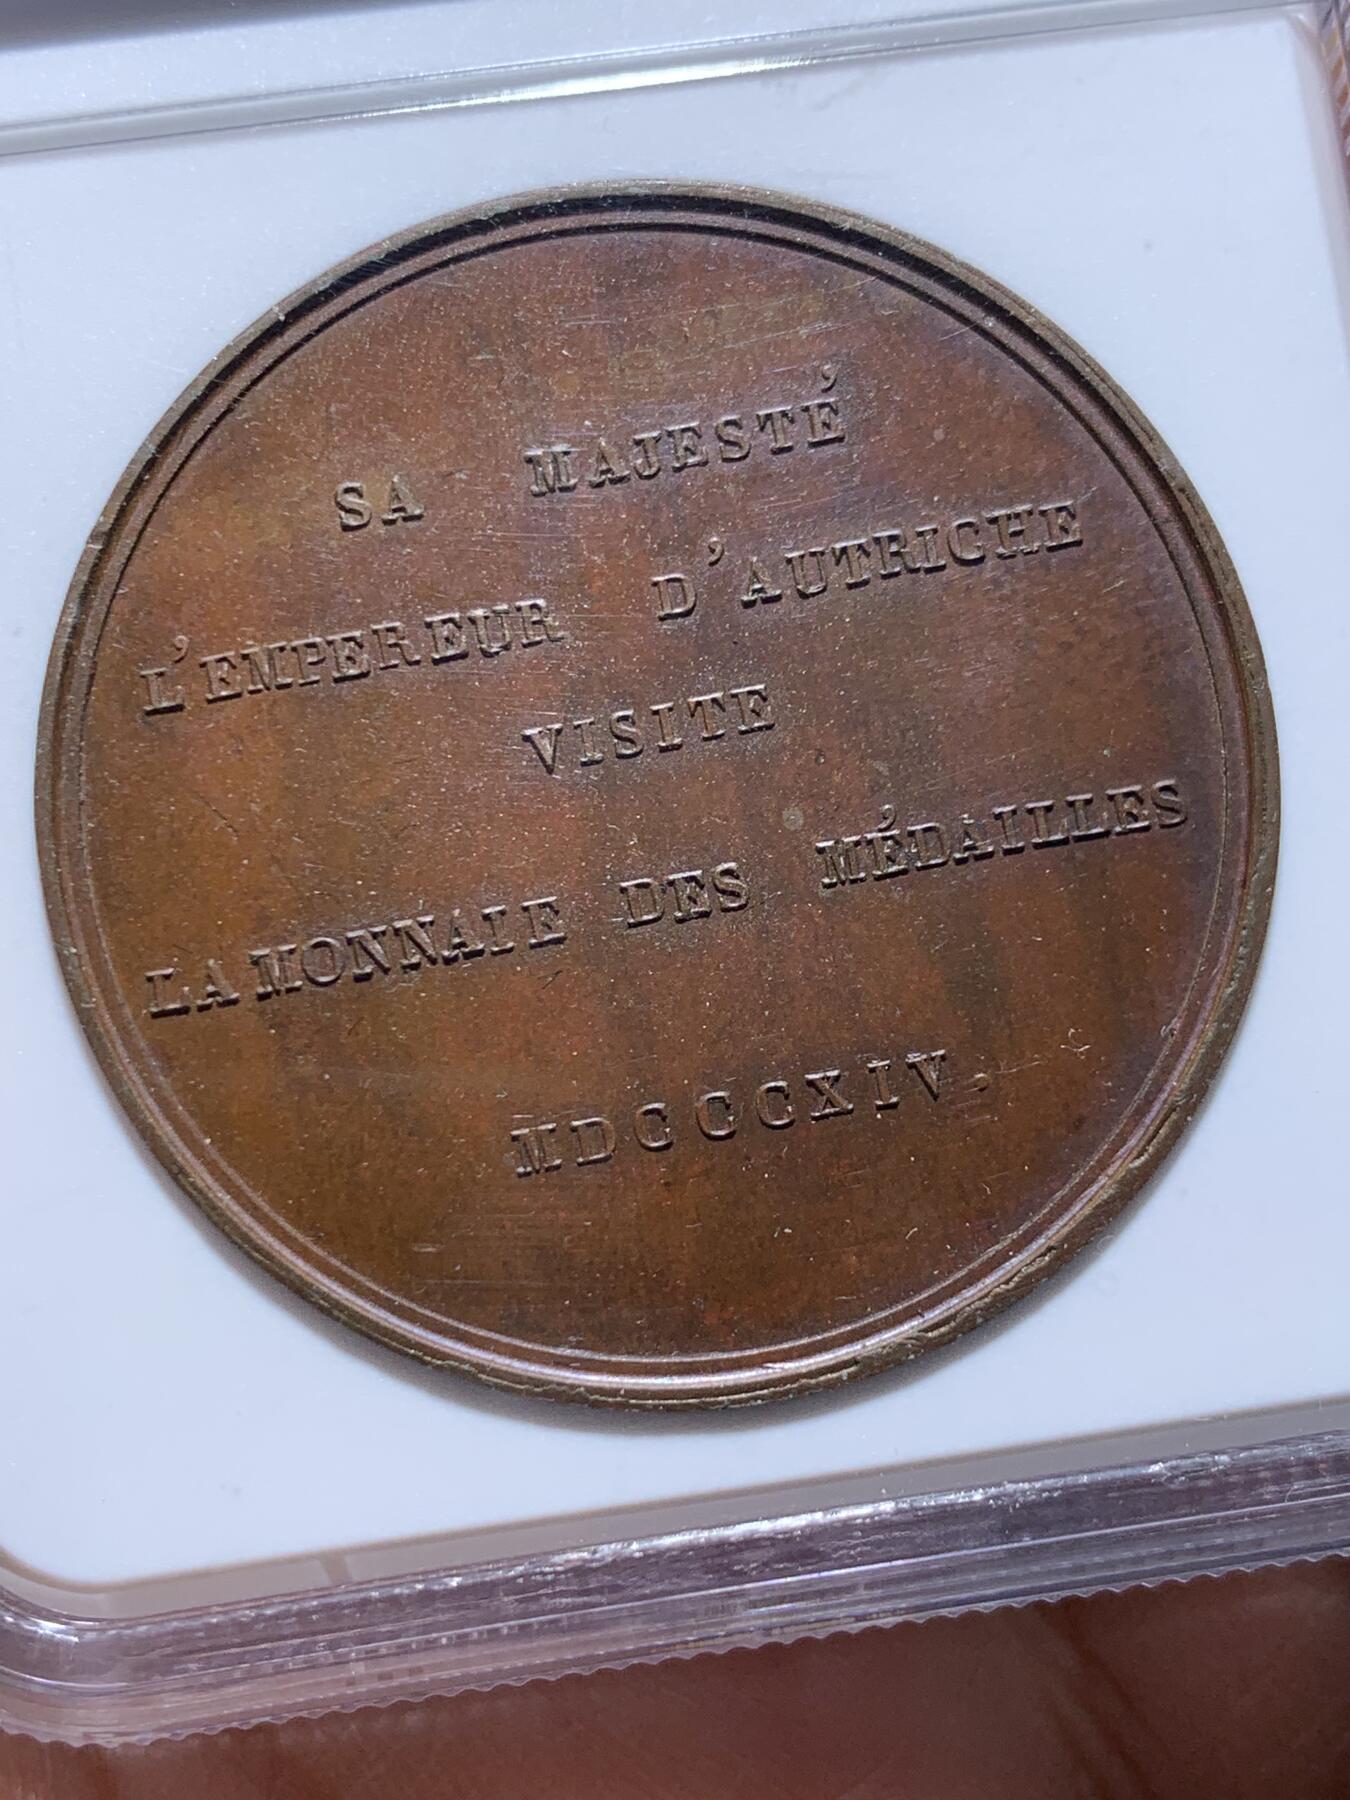 SA MAJESTÉ
L'EMPEREUR D'AUTRICHE
VISITE
LA MONNAIE DES MÉDAILLES
MDCCCXIV.